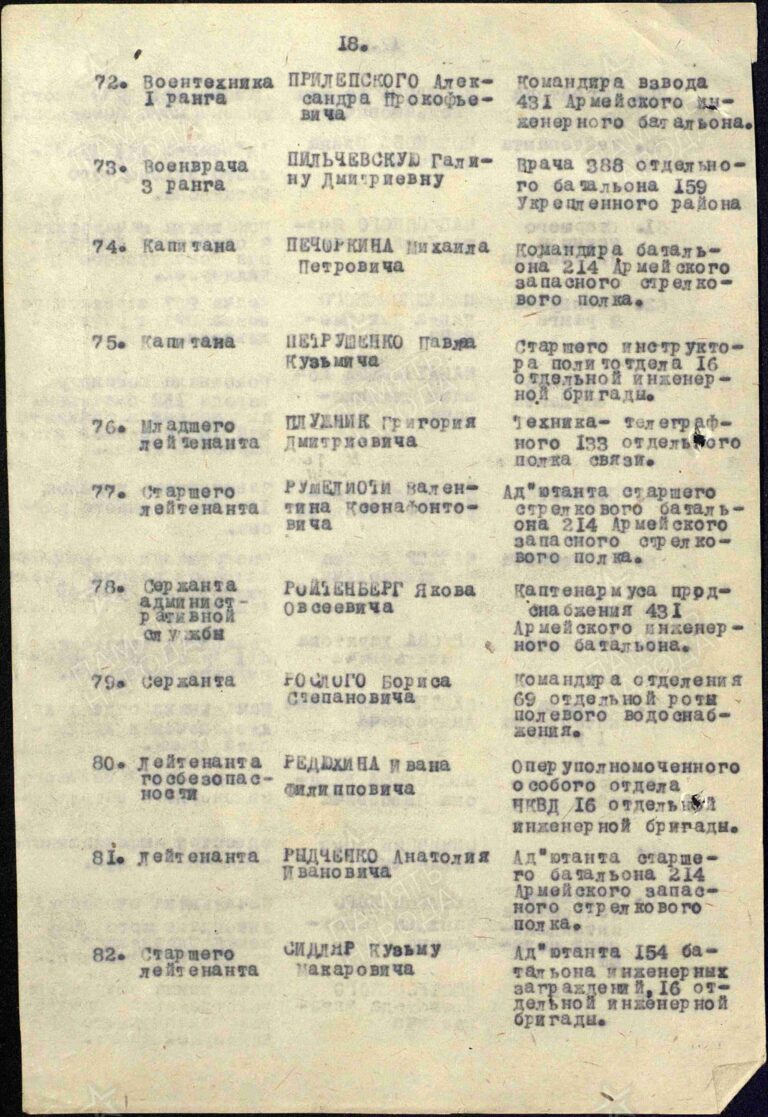 18.
72. Воентехника ПРИЛЕПСКОГО Алек- Командира взвода
I ранга сандра Прокофье- 431 Армейского ин-
вича женерного батальона.
73. Военврача ПИЛЬЧЕВСКУЮ Гали- Врача 388 отдельно-
3 ранга ну Дмитриевну го батальона 159
Укрепленного района
74. Капитана ПЕЧОРКИНА Михаила Командира баталь-
Петровича она 214 Армейского
запасного стрелко-
вого полка.
75. Капитана ПЕТРУШЕНКО Павла Старшего инструкто-
Кузьмича ра политотдела 16
отдельной инженер-
ной бригады.
76. Младшего ПЛУЖНИК Григория Техника- телеграф-
лейтенанта Дмитриевича ного 133 отдельного
полка связи.
77. Старшего РУМЕЛИОТИ Вален- Ад"ютанта старшего
лейтенанта тина Ксенофонто- стрелкового баталь-
вича она 214 Армейского
запасного стрелко-
вого полка.
78. Сержанта РОЙТЕНБЕРГ Якова Каптенармуса прод-
админист- Овсеевича снабжения 431
ративной Армейского инженер-
службы ного батальона.
79. Сержанта РОСЛОГО Бориса Командира отделения
Степановича 69 отдельной роты
полевого водоснаб-
жения.
80. Лейтенанта РЕДЮХИНА Ивана Оперуполномоченного
госбезопас- Филипповича особого отдела
ности НКВД 16 отдельной
инженерной бригады.
81. Лейтенанта РЫДЧЕНКО Анатолия Ад"ютанта старше-
Ивановича го батальона 214
Армейского запас-
ного стрелкового
полка.
82. Старшего СИДЛЯР Кузьму Ад"ютанта 154 ба-
лейтенанта Макаровича тальона инженерных
заграждений, 16 от-
дельной инженерной
бригады.